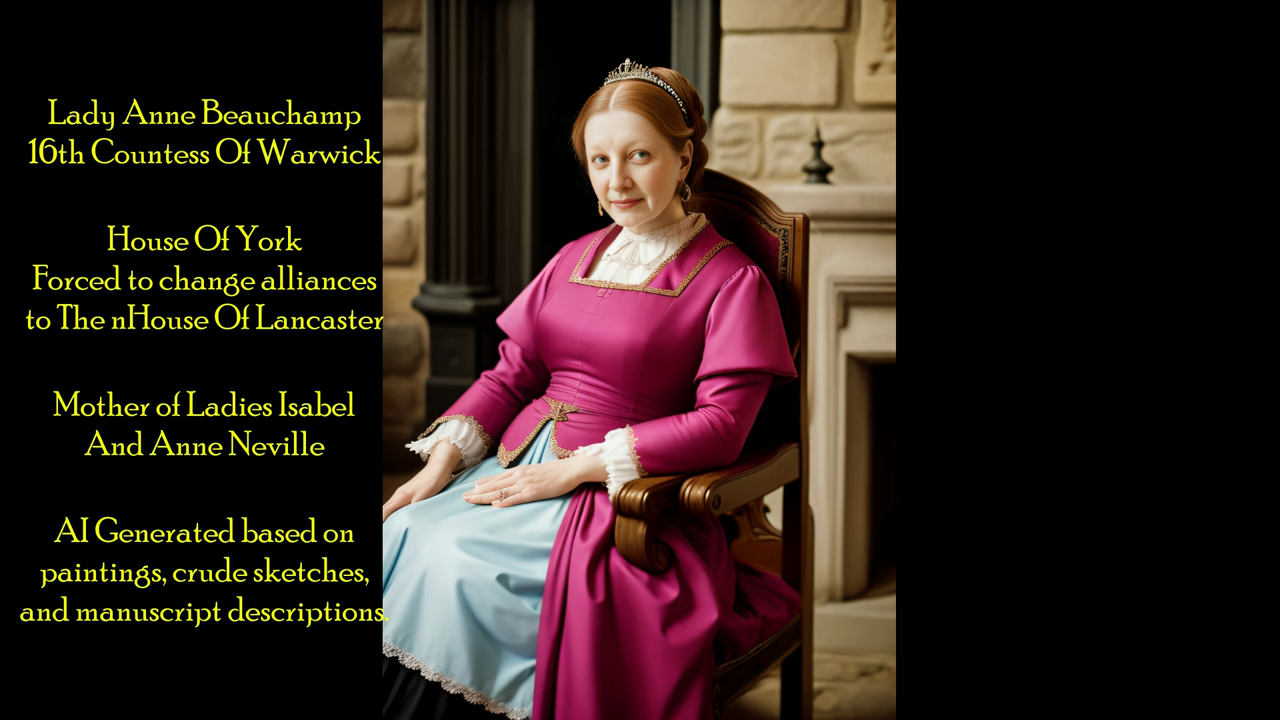 Lady Anne Beauchamp
16th Countess Of Warwick
House Of York
Forced to change alliances
to The nHouse Of Lancaster
Mother of Ladies Isabel
And Anne Neville
AI Generated based on
paintings, crude sketches,
and manuscript descriptions.